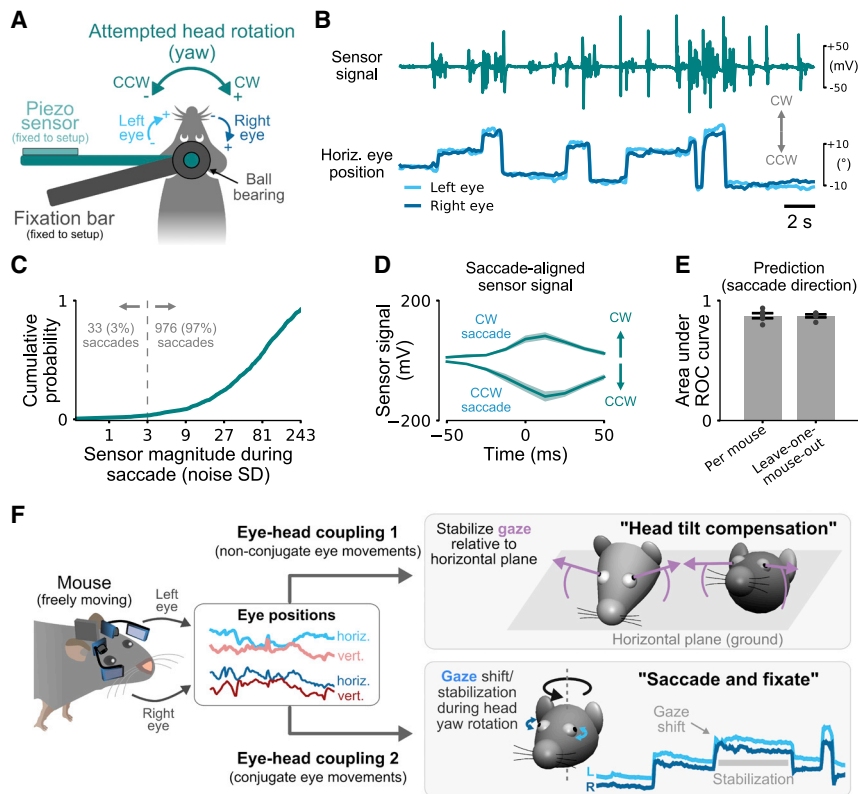 A
Attempted head rotation
(yaw)
CCW
CW
-
+
Piezo
sensor
(fixed to setup)
Left
eye
+
-
-
+
Right
eye
Ball
bearing
Fixation bar
(fixed to setup)
B
Sensor
signal
+50
(mV)
-50
CW
CCW
Horiz. eye
position
+10
(°)
-10
Left eye
Right eye
2 s
C
Cumulative
probability
1
0
33 (3%)
saccades
976 (97%)
saccades
1 3 9 27 81 243
Sensor magnitude during
saccade (noise SD)
D
Saccade-aligned
sensor signal
Sensor signal
(mV)
200
−200
CW
saccade
CCW
saccade
CW
CCW
−50 0 50
Time (ms)
E
Prediction
(saccade direction)
Area under
ROC curve
1
0
Per mouse
Leave-one-
mouse-out
F
Mouse
(freely moving)
Left
eye
Right
eye
Eye-head coupling 1
(non-conjugate eye movements)
Eye positions
horiz.
vert.
horiz.
vert.
Eye-head coupling 2
(conjugate eye movements)
Stabilize gaze
relative to
horizontal plane
"Head tilt compensation"
Horizontal plane (ground)
Gaze shift/
stabilization
during head
yaw rotation
"Saccade and fixate"
Gaze
shift
Stabilization
L
R